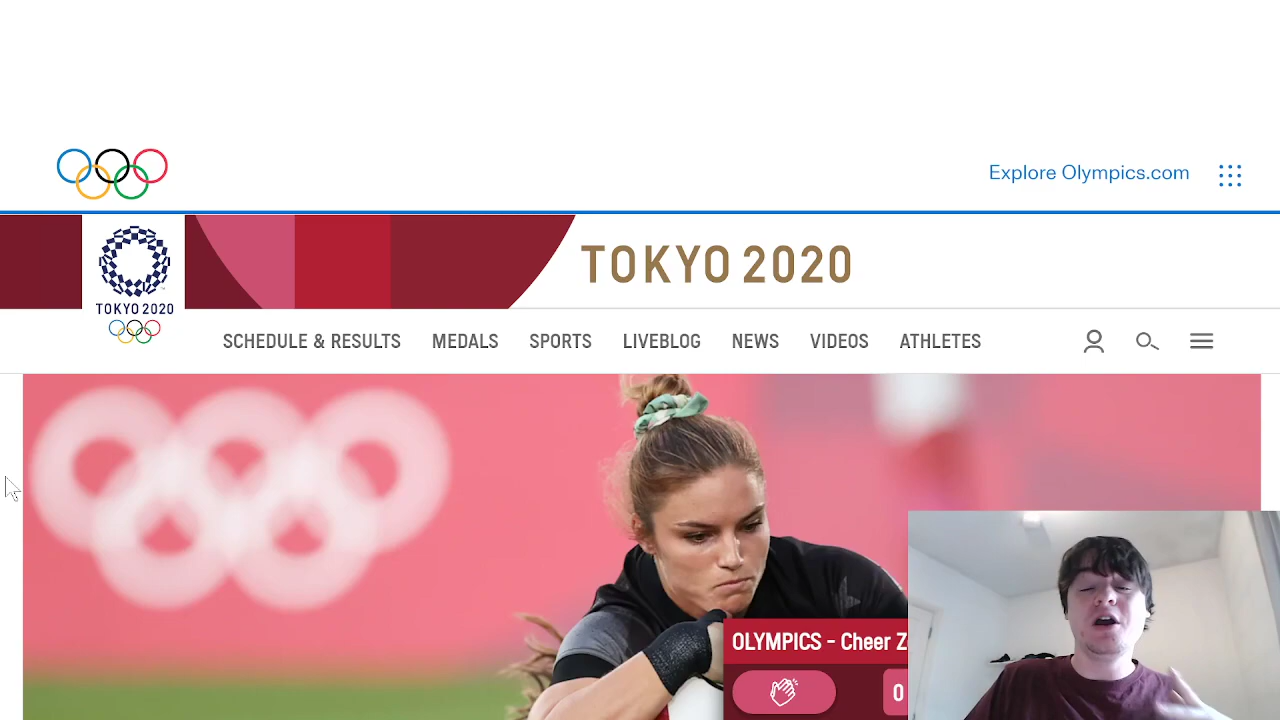 Explore Olympics.com
TOKYO 2020
TOKYO 2020
SCHEDULE & RESULTS MEDALS SPORTS LIVEBLOG NEWS VIDEOS ATHLETES
OLYMPICS - Cheer
0